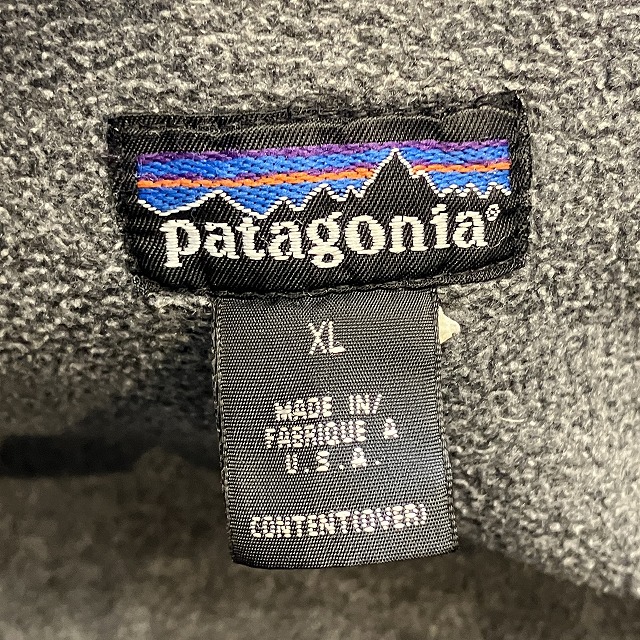 patagonia®
XL
MADE IN/
FABRIQUE A
U.S.A.
CONTENT(OVER)